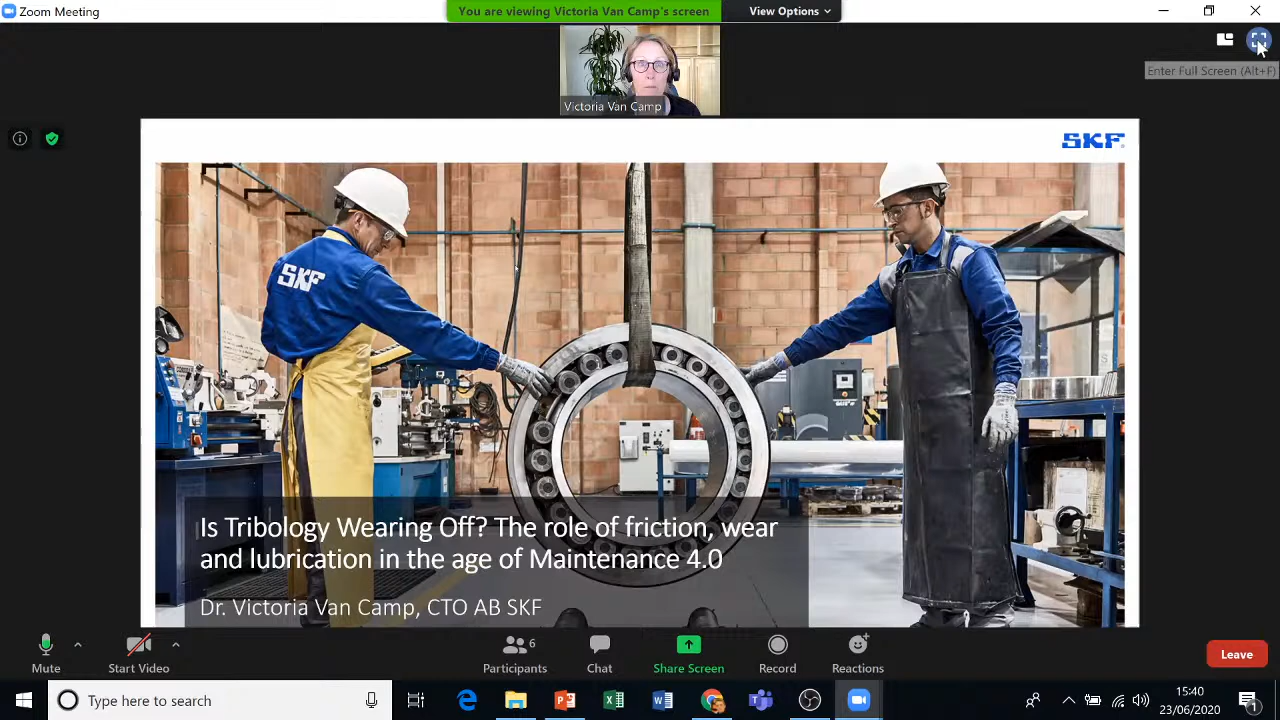 Zoom Meeting
You are viewing Victoria Van Camp's screen
View Options
Enter Full Screen (Alt+F)
Victoria Van Camp
SKF
SKF
Is Tribology Wearing Off? The role of friction, wear
and lubrication in the age of Maintenance 4.0
Dr. Victoria Van Camp, CTO AB SKF
Mute
Start Video
6
Participants
Chat
Share Screen
Record
Reactions
Leave
Type here to search
15:40
23/06/2020
1